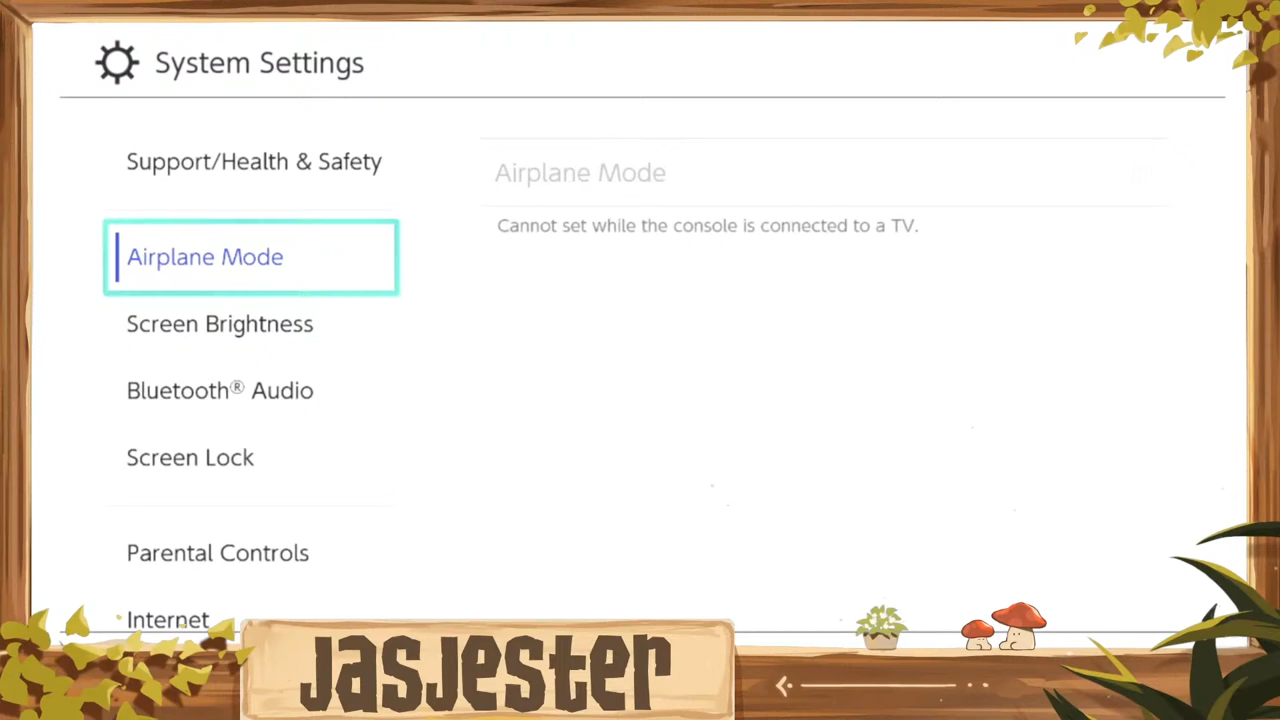 System Settings
Support/Health & Safety
Airplane Mode
Screen Brightness
Bluetooth® Audio
Screen Lock
Parental Controls
Internet
Airplane Mode
Cannot set while the console is connected to a TV.
JasJester